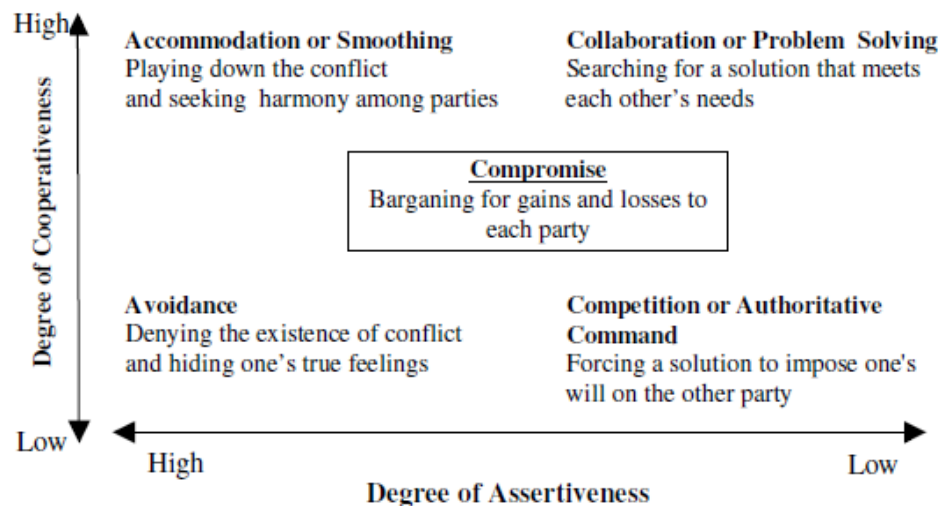 High
Accommodation or Smoothing
Playing down the conflict
and seeking harmony among parties
Collaboration or Problem Solving
Searching for a solution that meets
each other's needs
Degree of Cooperativeness
Compromise
Barganing for gains and losses to
each party
Avoidance
Denying the existence of conflict
and hiding one's true feelings
Competition or Authoritative
Command
Forcing a solution to impose one's
will on the other party
Low
High
Low
Degree of Assertiveness